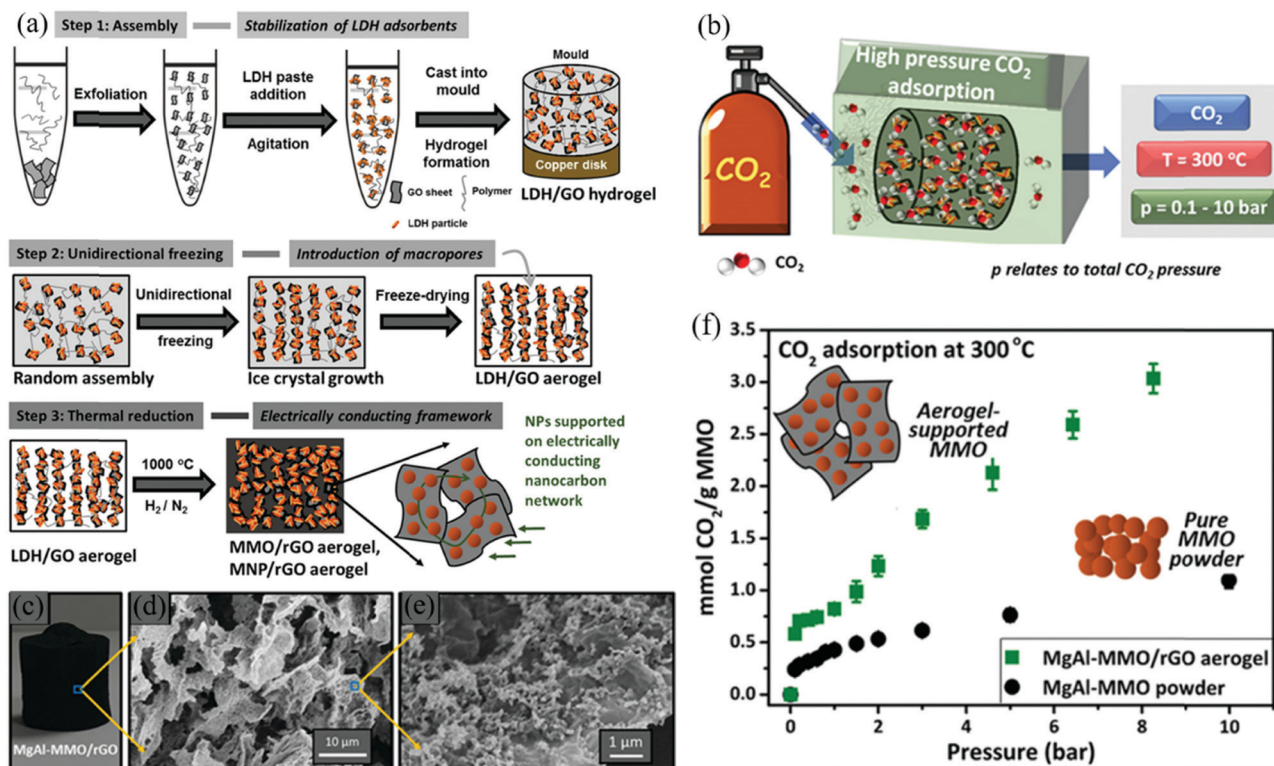 (a)
Step 1: Assembly
Stabilization of LDH adsorbents
Exfoliation
LDH paste
addition
Agitation
Cast into
mould
Hydrogel
formation
Mould
Copper disk
LDH/GO hydrogel
GO sheet
Polymer
LDH particle
Step 2: Unidirectional freezing
Introduction of macropores
Unidirectional
freezing
Freeze-drying
Random assembly
Ice crystal growth
LDH/GO aerogel
Step 3: Thermal reduction
Electrically conducting framework
1000 °C
H₂/ N₂
LDH/GO aerogel
MMO/rGO aerogel,
MNP/rGO aerogel
NPs supported
on electrically
conducting
nanocarbon
network
(b)
CO₂
High pressure CO₂
adsorption
CO₂
T = 300 °C
p = 0.1 - 10 bar
CO₂
p relates to total CO₂ pressure
(c)
MgAl-MMO/rGO
(d)
10 µm
(e)
1 µm
(f)
CO₂ adsorption at 300 °C
Aerogel-
supported
MMO
Pure
MMO
powder
MgAl-MMO/rGO aerogel
MgAl-MMO powder
mmol CO₂/g MMO
3.5
3.0
2.5
2.0
1.5
1.0
0.5
0.0
0 2 4 6 8 10
Pressure (bar)